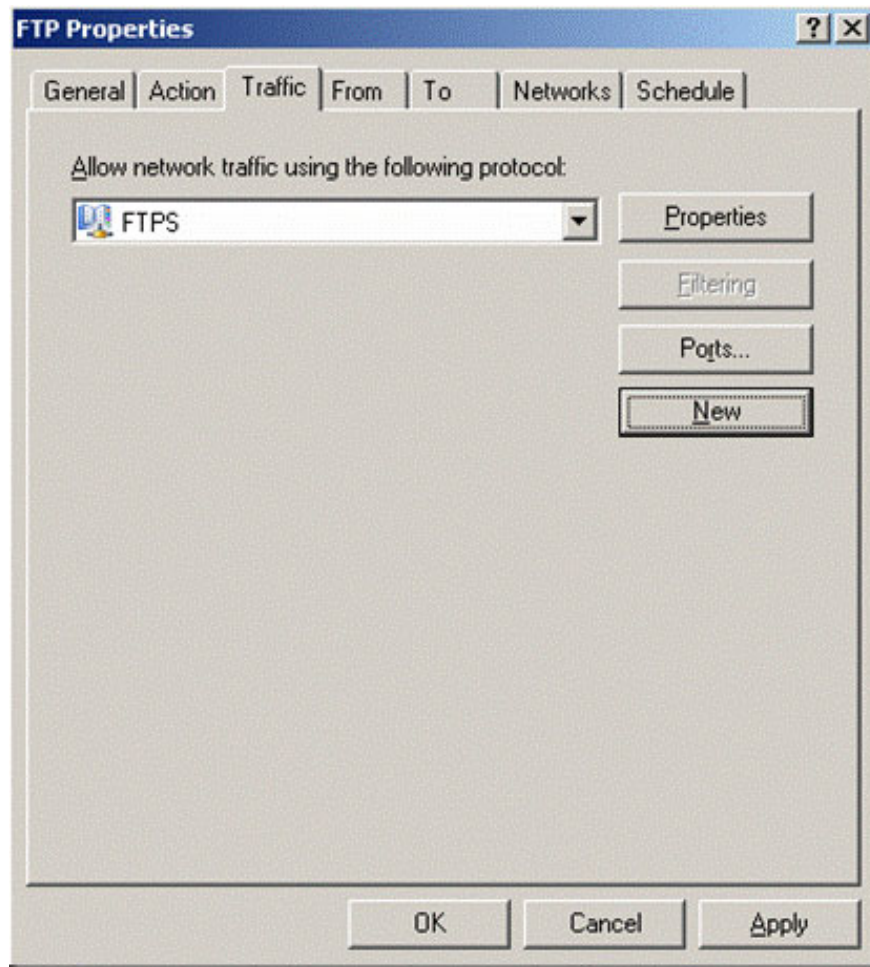 FTP Properties
General Action Traffic From To Networks Schedule
Allow network traffic using the following protocol:
FTPS
Properties
Filtering
Ports...
New
OK Cancel Apply